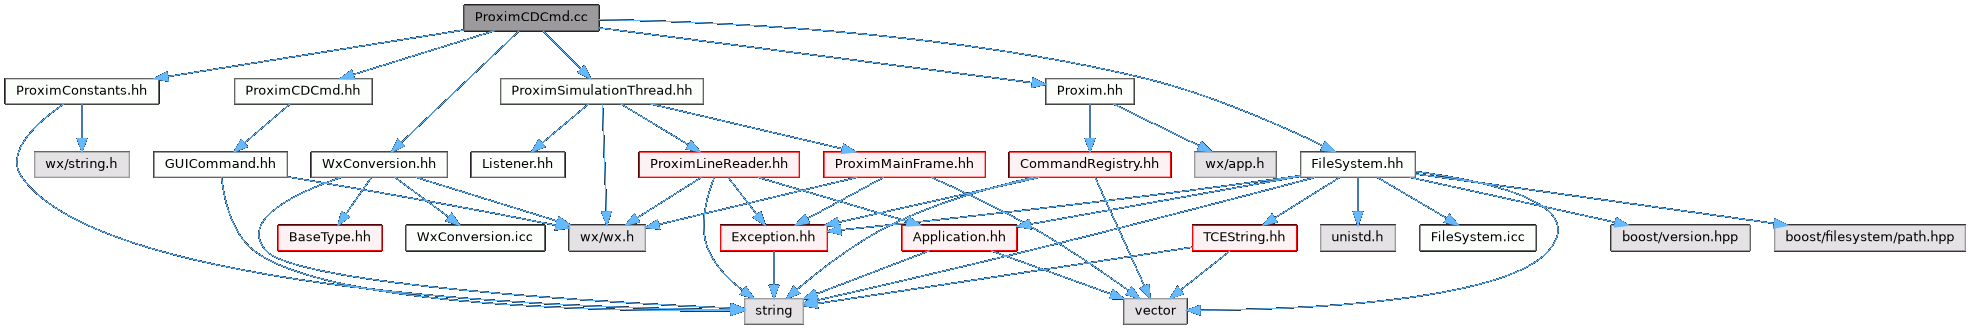 ProximCDCmd.cc
ProximConstants.hh
ProximCDCmd.hh
ProximSimulationThread.hh
Proxim.hh
wx/string.h
GUICommand.hh
WxConversion.hh
Listener.hh
ProximLineReader.hh
ProximMainFrame.hh
CommandRegistry.hh
wx/app.h
FileSystem.hh
BaseType.hh
WxConversion.icc
wx/wx.h
Exception.hh
Application.hh
TCEString.hh
unistd.h
FileSystem.icc
boost/version.hpp
boost/filesystem/path.hpp
string
vector